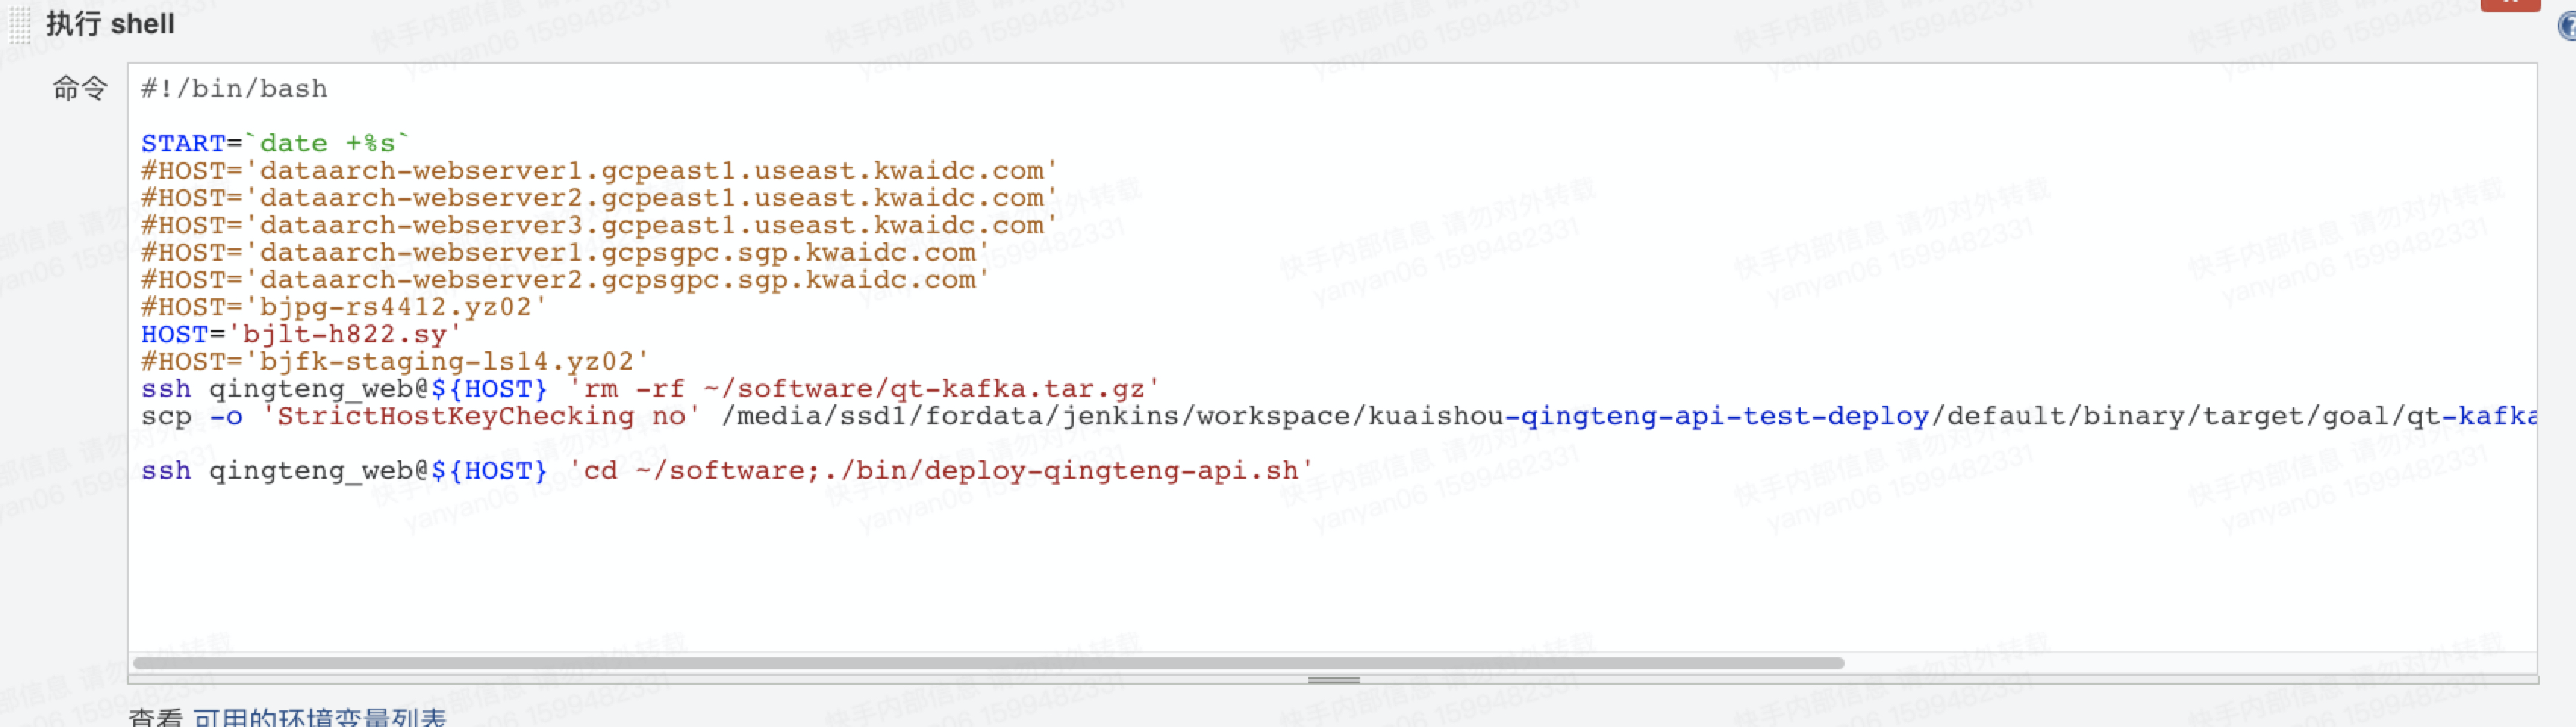 执行 shell
命令
#!/bin/bash
START=`date +%s`
#HOST='dataarch-webserver1.gcpeast1.useast.kwaidc.com'
#HOST='dataarch-webserver2.gcpeast1.useast.kwaidc.com'
#HOST='dataarch-webserver3.gcpeast1.useast.kwaidc.com'
#HOST='dataarch-webserver1.gcpsgpc.sgp.kwaidc.com'
#HOST='dataarch-webserver2.gcpsgpc.sgp.kwaidc.com'
#HOST='bjpg-rs4412.yz02'
HOST='bjlt-h822.sy'
#HOST='bjfk-staging-ls14.yz02'
ssh qingteng_web@${HOST} 'rm -rf ~/software/qt-kafka.tar.gz'
scp -o 'StrictHostKeyChecking no' /media/ssd1/fordata/jenkins/workspace/kuaishou-qingteng-api-test-deploy/default/binary/target/goal/qt-kafka
ssh qingteng_web@${HOST} 'cd ~/software;./bin/deploy-qingteng-api.sh'
查看 可用的环境变量列表
快手内部信息 请勿对外转载
yanyan06 1599482331